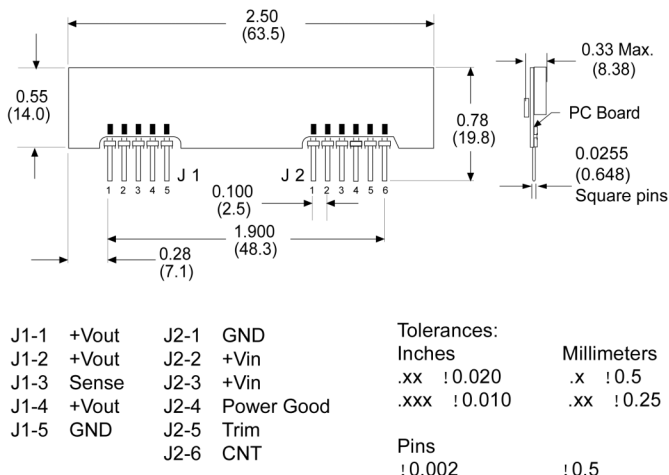 2.50
(63.5)
0.33 Max.
(8.38)
0.55
(14.0)
0.78
(19.8)
PC Board
J 1
J 2
1 2 3 4 5
1 2 3 4 5 6
0.0255
(0.648)
Square pins
0.100
(2.5)
1.900
(48.3)
0.28
(7.1)
J1-1 +Vout
J1-2 +Vout
J1-3 Sense
J1-4 +Vout
J1-5 GND
J2-1 GND
J2-2 +Vin
J2-3 +Vin
J2-4 Power Good
J2-5 Trim
J2-6 CNT
Tolerances:
Inches Millimeters
.xx !0.020 .x !0.5
.xxx !0.010 .xx !0.25
Pins
!0.002 !0.5